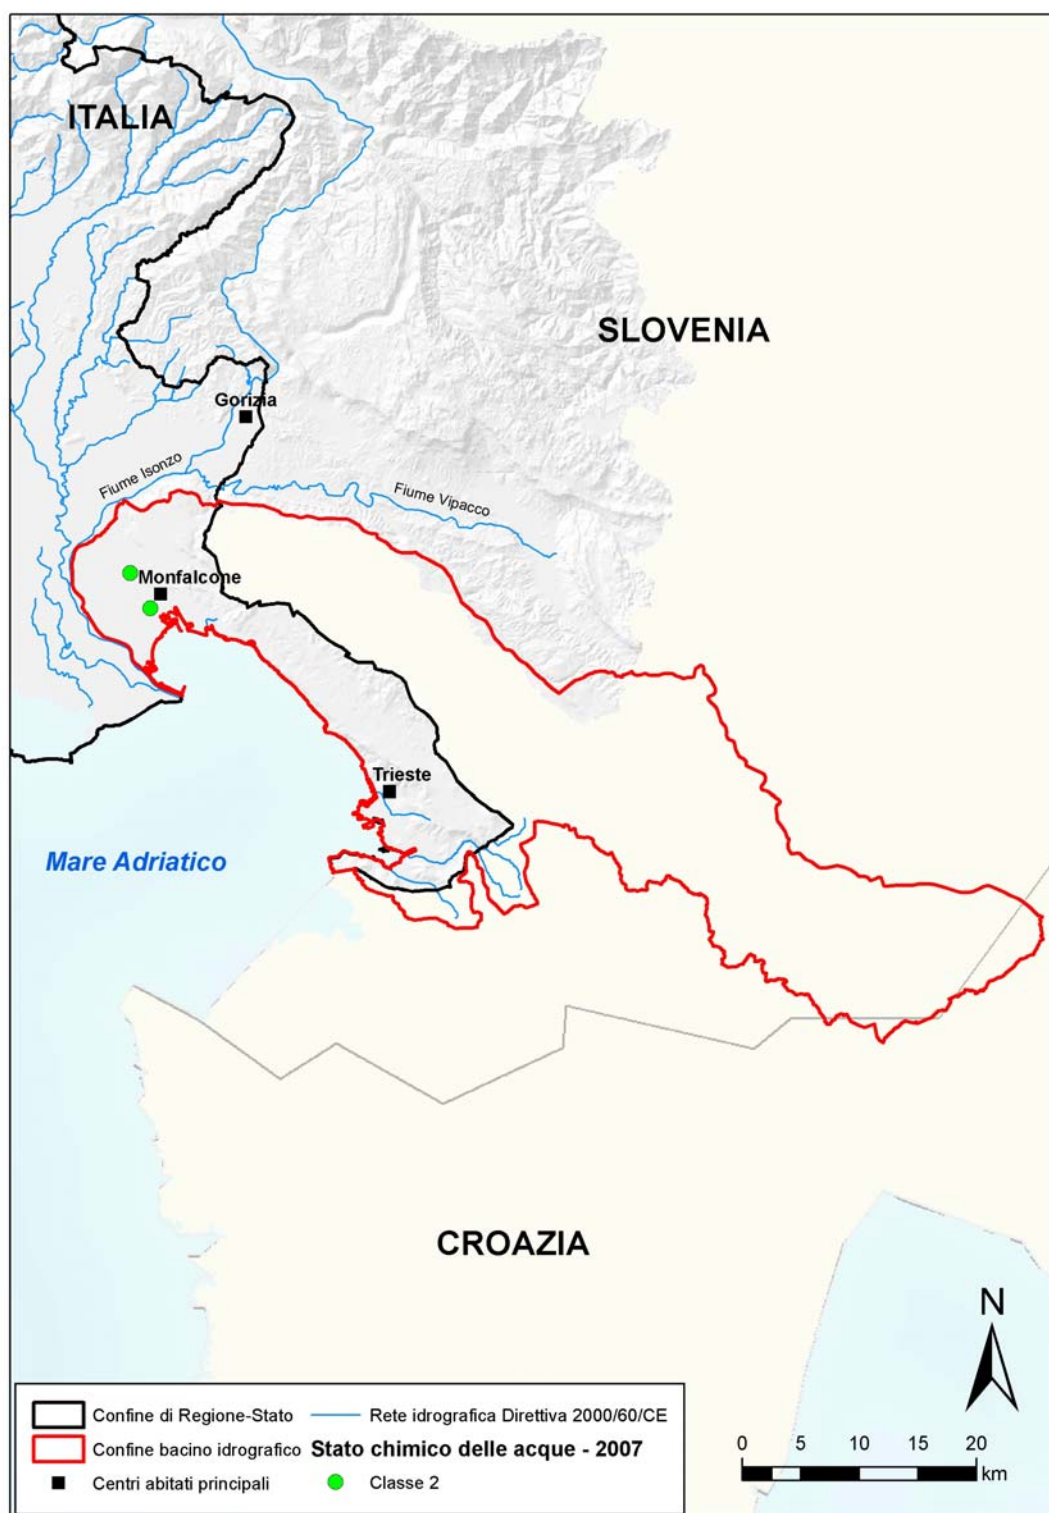 ITALIA
SLOVENIA
Gorizia
Fiume Isonzo
Fiume Vipacco
Monfalcone
Trieste
Mare Adriatico
CROAZIA
N
Confine di Regione-Stato
Rete idrografica Direttiva 2000/60/CE
Confine bacino idrografico
Stato chimico delle acque - 2007
Centri abitati principali
Classe 2
0 5 10 15 20
km